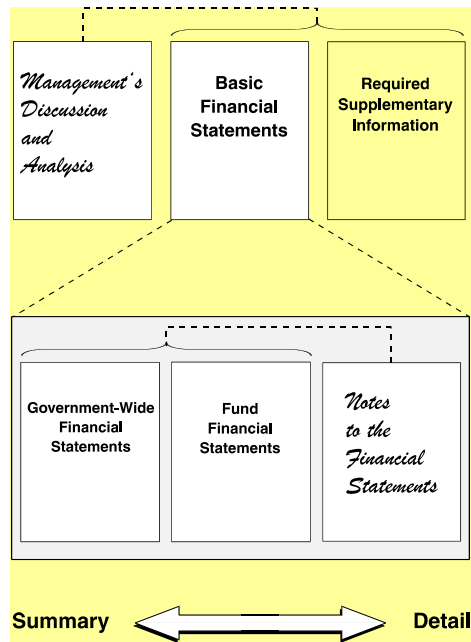 Management's
Discussion
and
Analysis
Basic
Financial
Statements
Required
Supplementary
Information
Government-Wide
Financial
Statements
Fund
Financial
Statements
Notes
to the
Financial
Statements
Summary
Detail